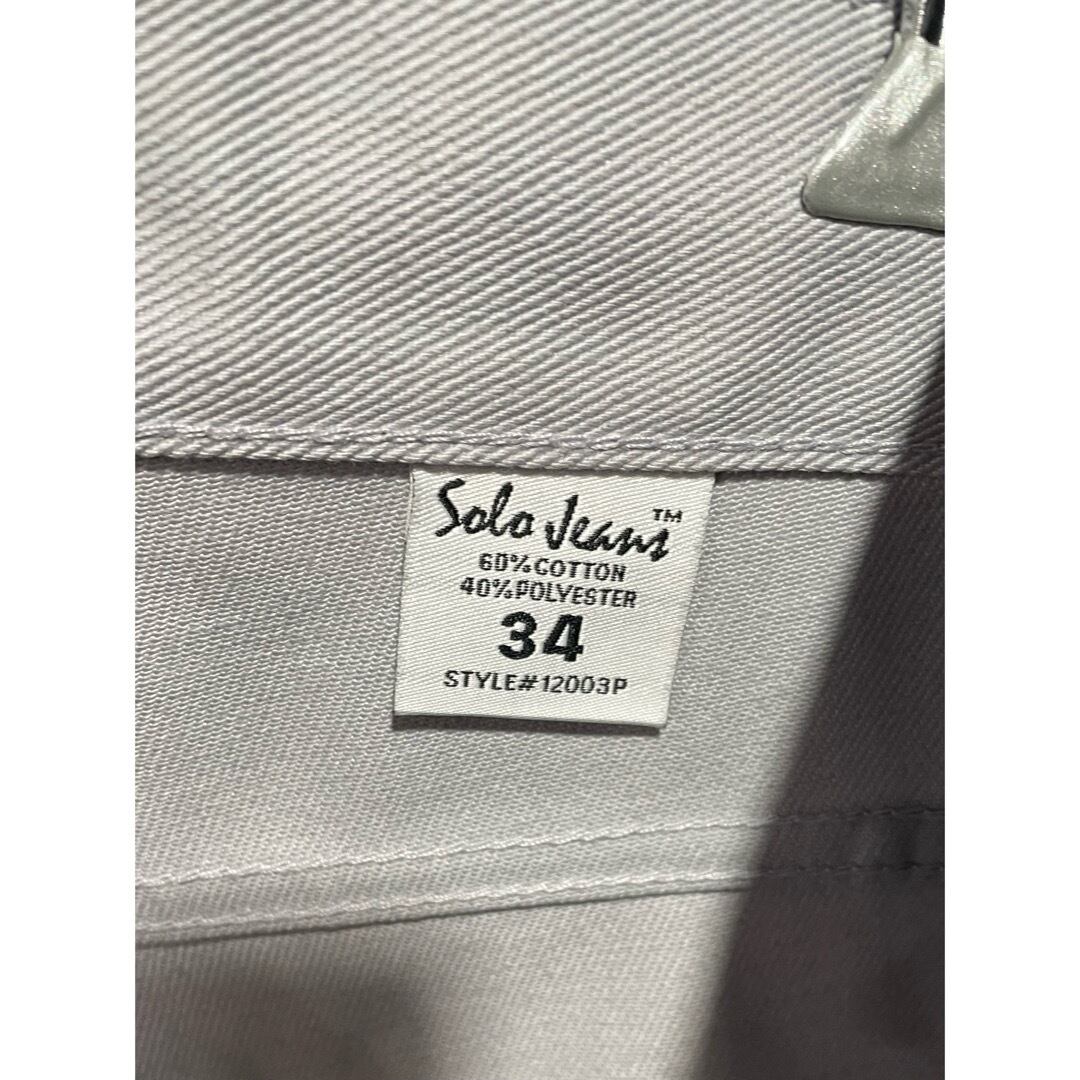 Solo Jeans™
60%COTTON
40%POLYESTER
34
STYLE#12003P